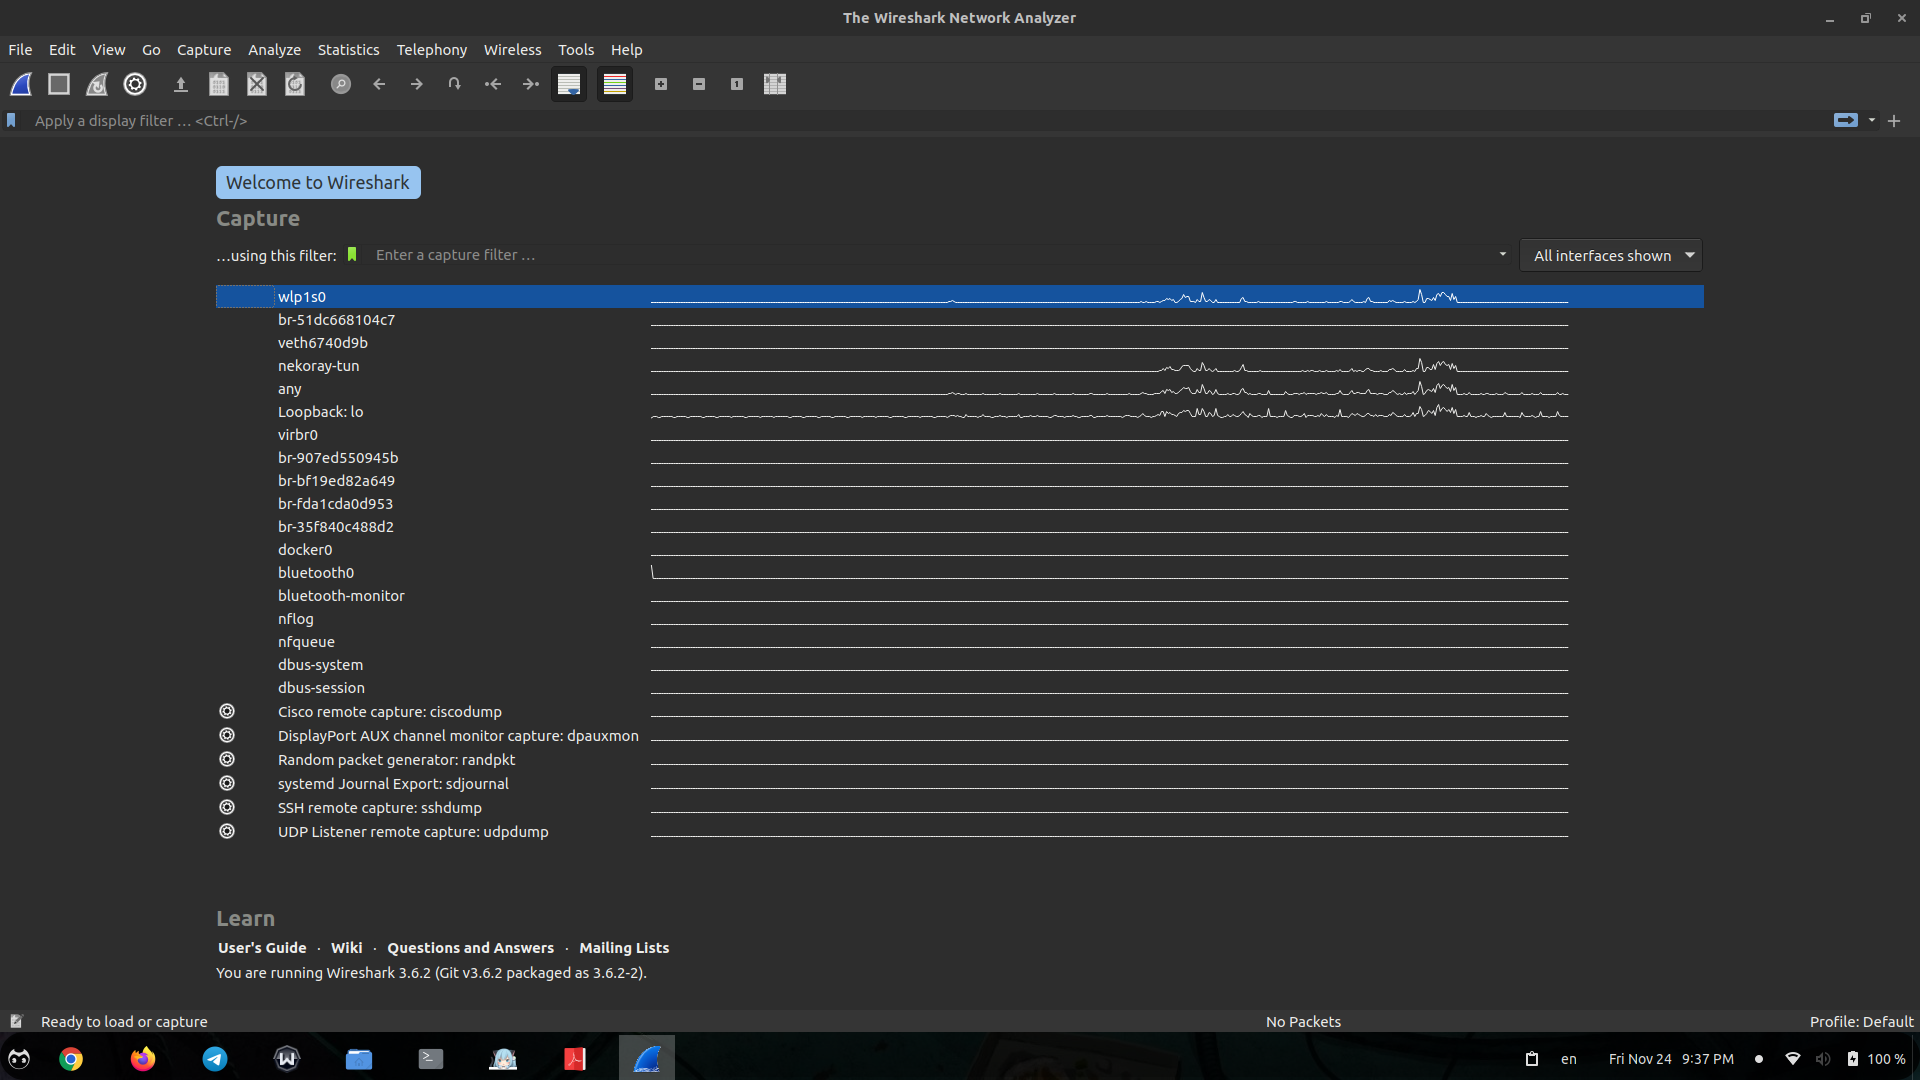 The Wireshark Network Analyzer
File Edit View Go Capture Analyze Statistics Telephony Wireless Tools Help
Apply a display filter … <Ctrl-/>
Welcome to Wireshark
Capture
…using this filter: Enter a capture filter … All interfaces shown
wlp1s0
br-51dc668104c7
veth6740d9b
nekoray-tun
any
Loopback: lo
virbr0
br-907ed550945b
br-bf19ed82a649
br-fda1cda0d953
br-35f840c488d2
docker0
bluetooth0
bluetooth-monitor
nflog
nfqueue
dbus-system
dbus-session
Cisco remote capture: ciscodump
DisplayPort AUX channel monitor capture: dpauxmon
Random packet generator: randpkt
systemd Journal Export: sdjournal
SSH remote capture: sshdump
UDP Listener remote capture: udpdump
Learn
User's Guide · Wiki · Questions and Answers · Mailing Lists
You are running Wireshark 3.6.2 (Git v3.6.2 packaged as 3.6.2-2).
Ready to load or capture No Packets Profile: Default
en Fri Nov 24 9:37 PM 100 %